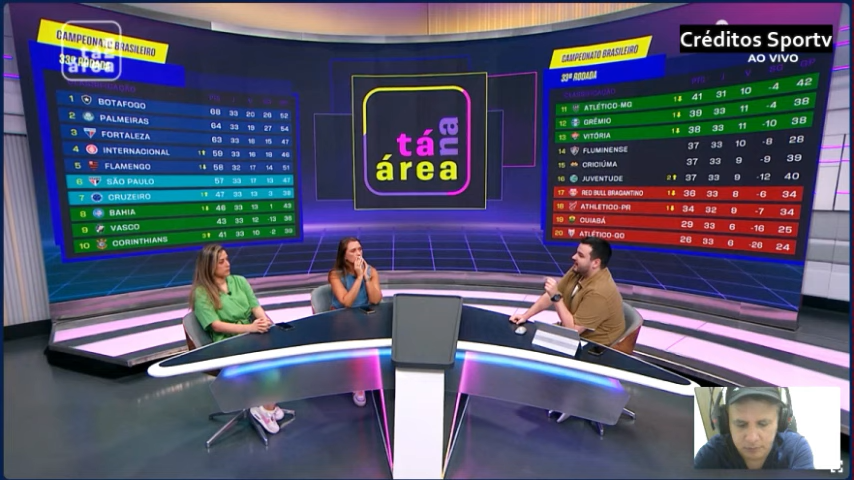 CAMPEONATO BRASILEIRO
33ª RODADA
1 BOTAFOGO 68 33 20 26 52
2 PALMEIRAS 64 33 19 27 54
3 FORTALEZA 63 33 18 15 47
4 INTERNACIONAL 59 33 16 18 46
5 FLAMENGO 58 32 17 14 51
6 SÃO PAULO 57 33 17 13 47
7 CRUZEIRO 47 33 13 3 38
8 BAHIA 46 33 13 1 43
9 VASCO 43 33 12 -13 38
10 CORINTHIANS 41 33 10 -2 39
tá na área
Créditos Sportv
AO VIVO
CAMPEONATO BRASILEIRO
33ª RODADA
11 ATLÉTICO-MG 41 31 10 -4 42
12 GRÊMIO 39 33 11 -4 38
13 VITÓRIA 38 33 11 -10 38
14 FLUMINENSE 37 33 10 -8 28
15 CRICIÚMA 37 33 9 -9 39
16 JUVENTUDE 37 33 9 -12 40
17 RED BULL BRAGANTINO 36 33 8 -6 34
18 ATHLETICO-PR 34 32 9 -7 34
19 CUIABÁ 29 33 6 -16 25
20 ATLÉTICO-GO 26 33 6 -26 24